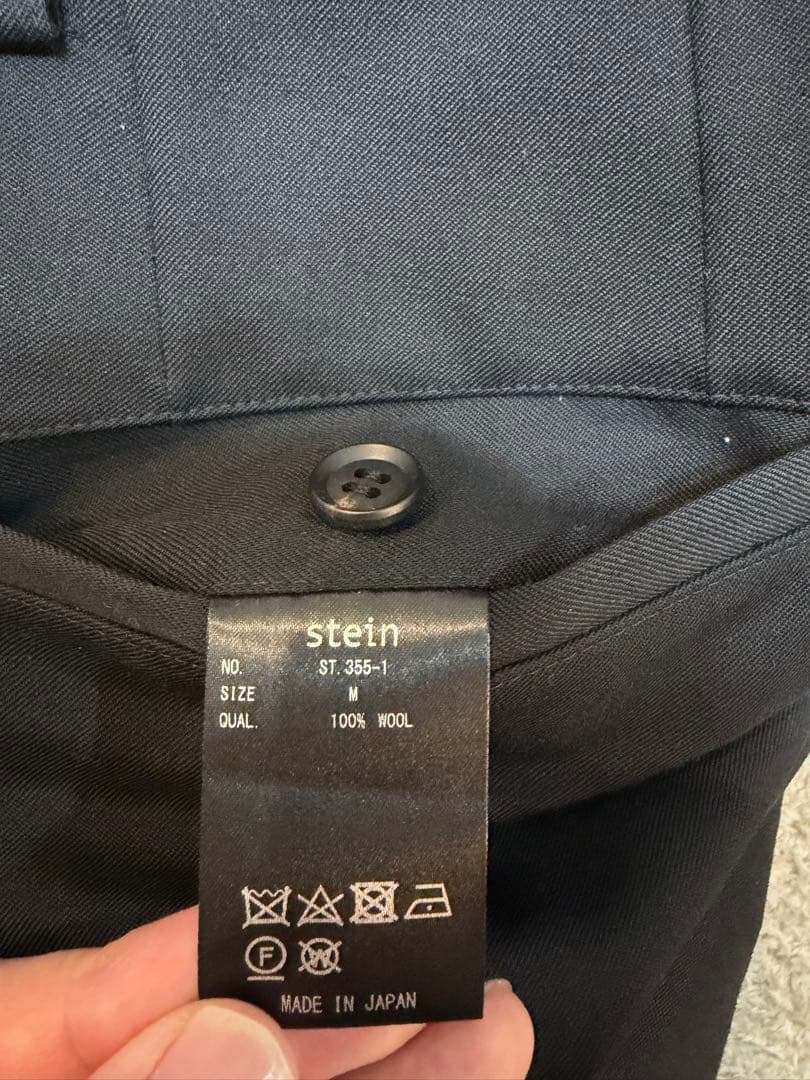 stein
NO. ST.355-1
SIZE M
QUAL. 100% WOOL
F W
MADE IN JAPAN